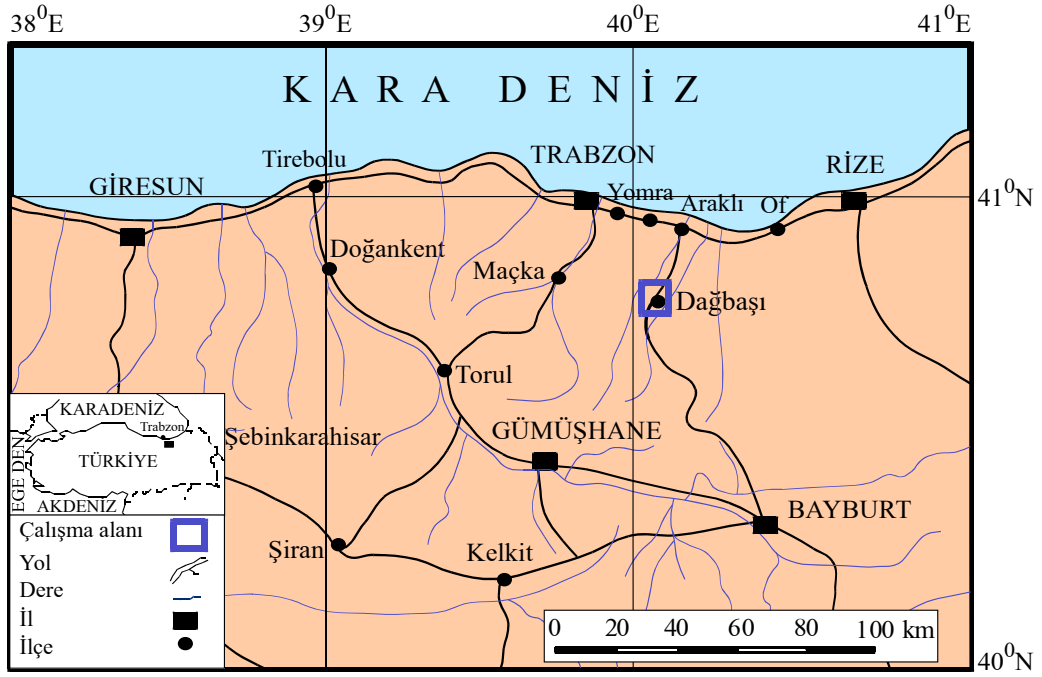 38⁰E 39⁰E 40⁰E 41⁰E
KARA DENİZ
Tirebolu
TRABZON
RİZE
GİRESUN
Yomra
41⁰N
Araklı
Of
Doğankent
Maçka
Dağbaşı
Torul
KARADENİZ
Trabzon
Şebinkarahisar
GÜMÜŞHANE
EGE DEN
TÜRKİYE
AKDENİZ
BAYBURT
Çalışma alanı
Şiran
Kelkit
Yol
Dere
İl
İlçe
0 20 40 60 80 100 km
40⁰N